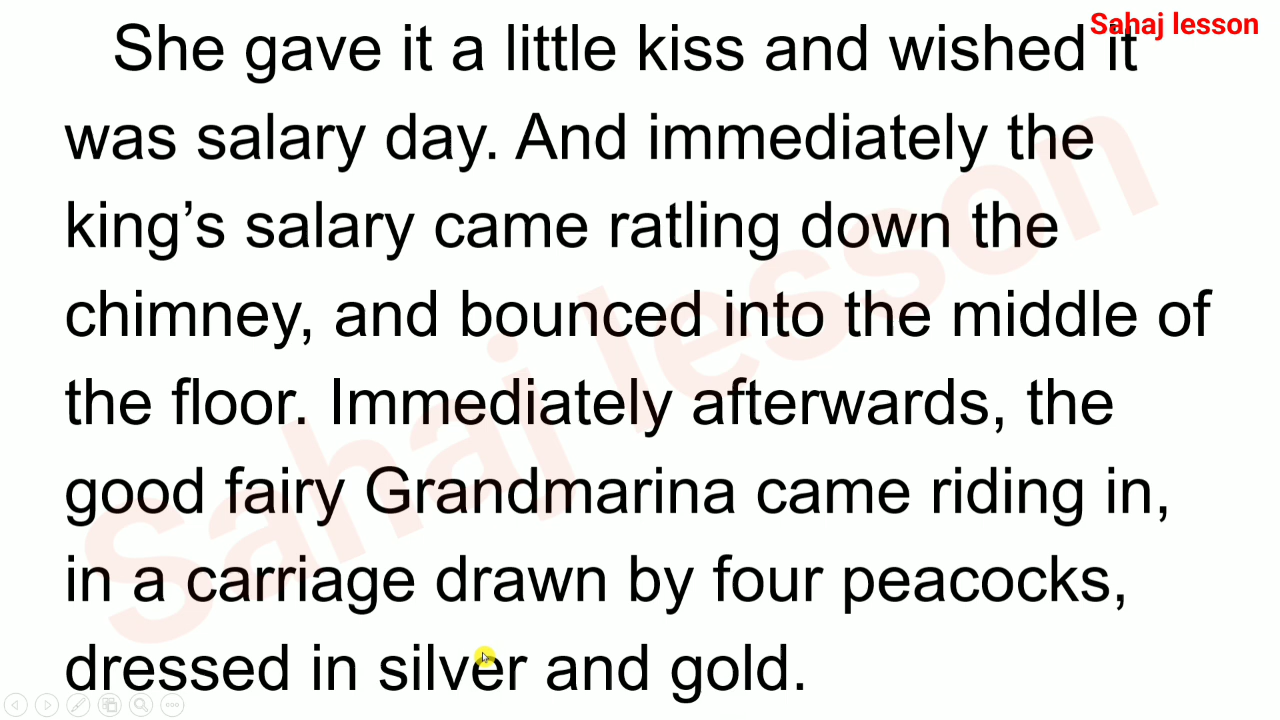 Sahaj lesson
She gave it a little kiss and wished it
was salary day. And immediately the
king’s salary came ratling down the
chimney, and bounced into the middle of
the floor. Immediately afterwards, the
good fairy Grandmarina came riding in,
in a carriage drawn by four peacocks,
dressed in silver and gold.
Sahaj lesson